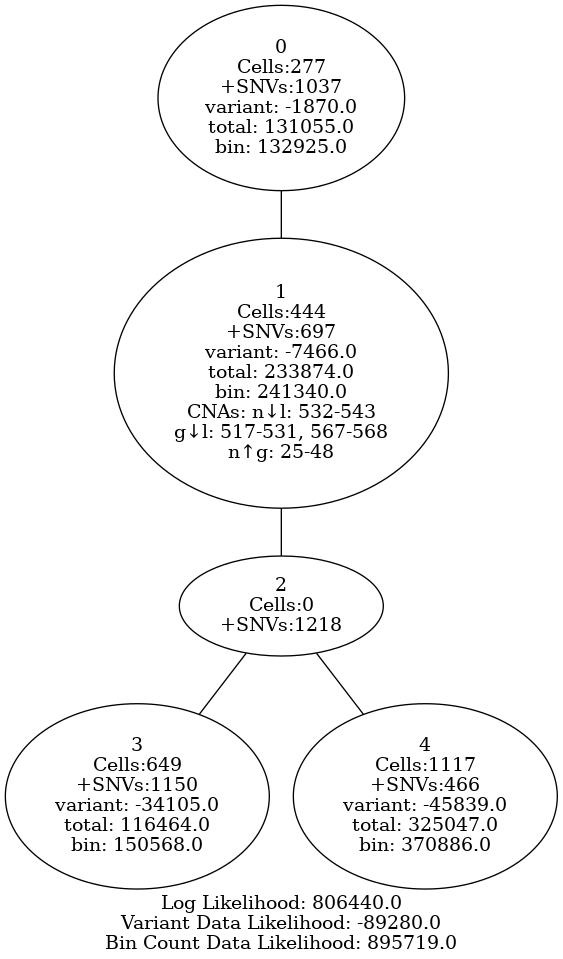 0
Cells:277
+SNVs:1037
variant: -1870.0
total: 131055.0
bin: 132925.0
1
Cells:444
+SNVs:697
variant: -7466.0
total: 233874.0
bin: 241340.0
CNAs: n↓l: 532-543
g↓l: 517-531, 567-568
n↑g: 25-48
2
Cells:0
+SNVs:1218
3
Cells:649
+SNVs:1150
variant: -34105.0
total: 116464.0
bin: 150568.0
4
Cells:1117
+SNVs:466
variant: -45839.0
total: 325047.0
bin: 370886.0
Log Likelihood: 806440.0
Variant Data Likelihood: -89280.0
Bin Count Data Likelihood: 895719.0